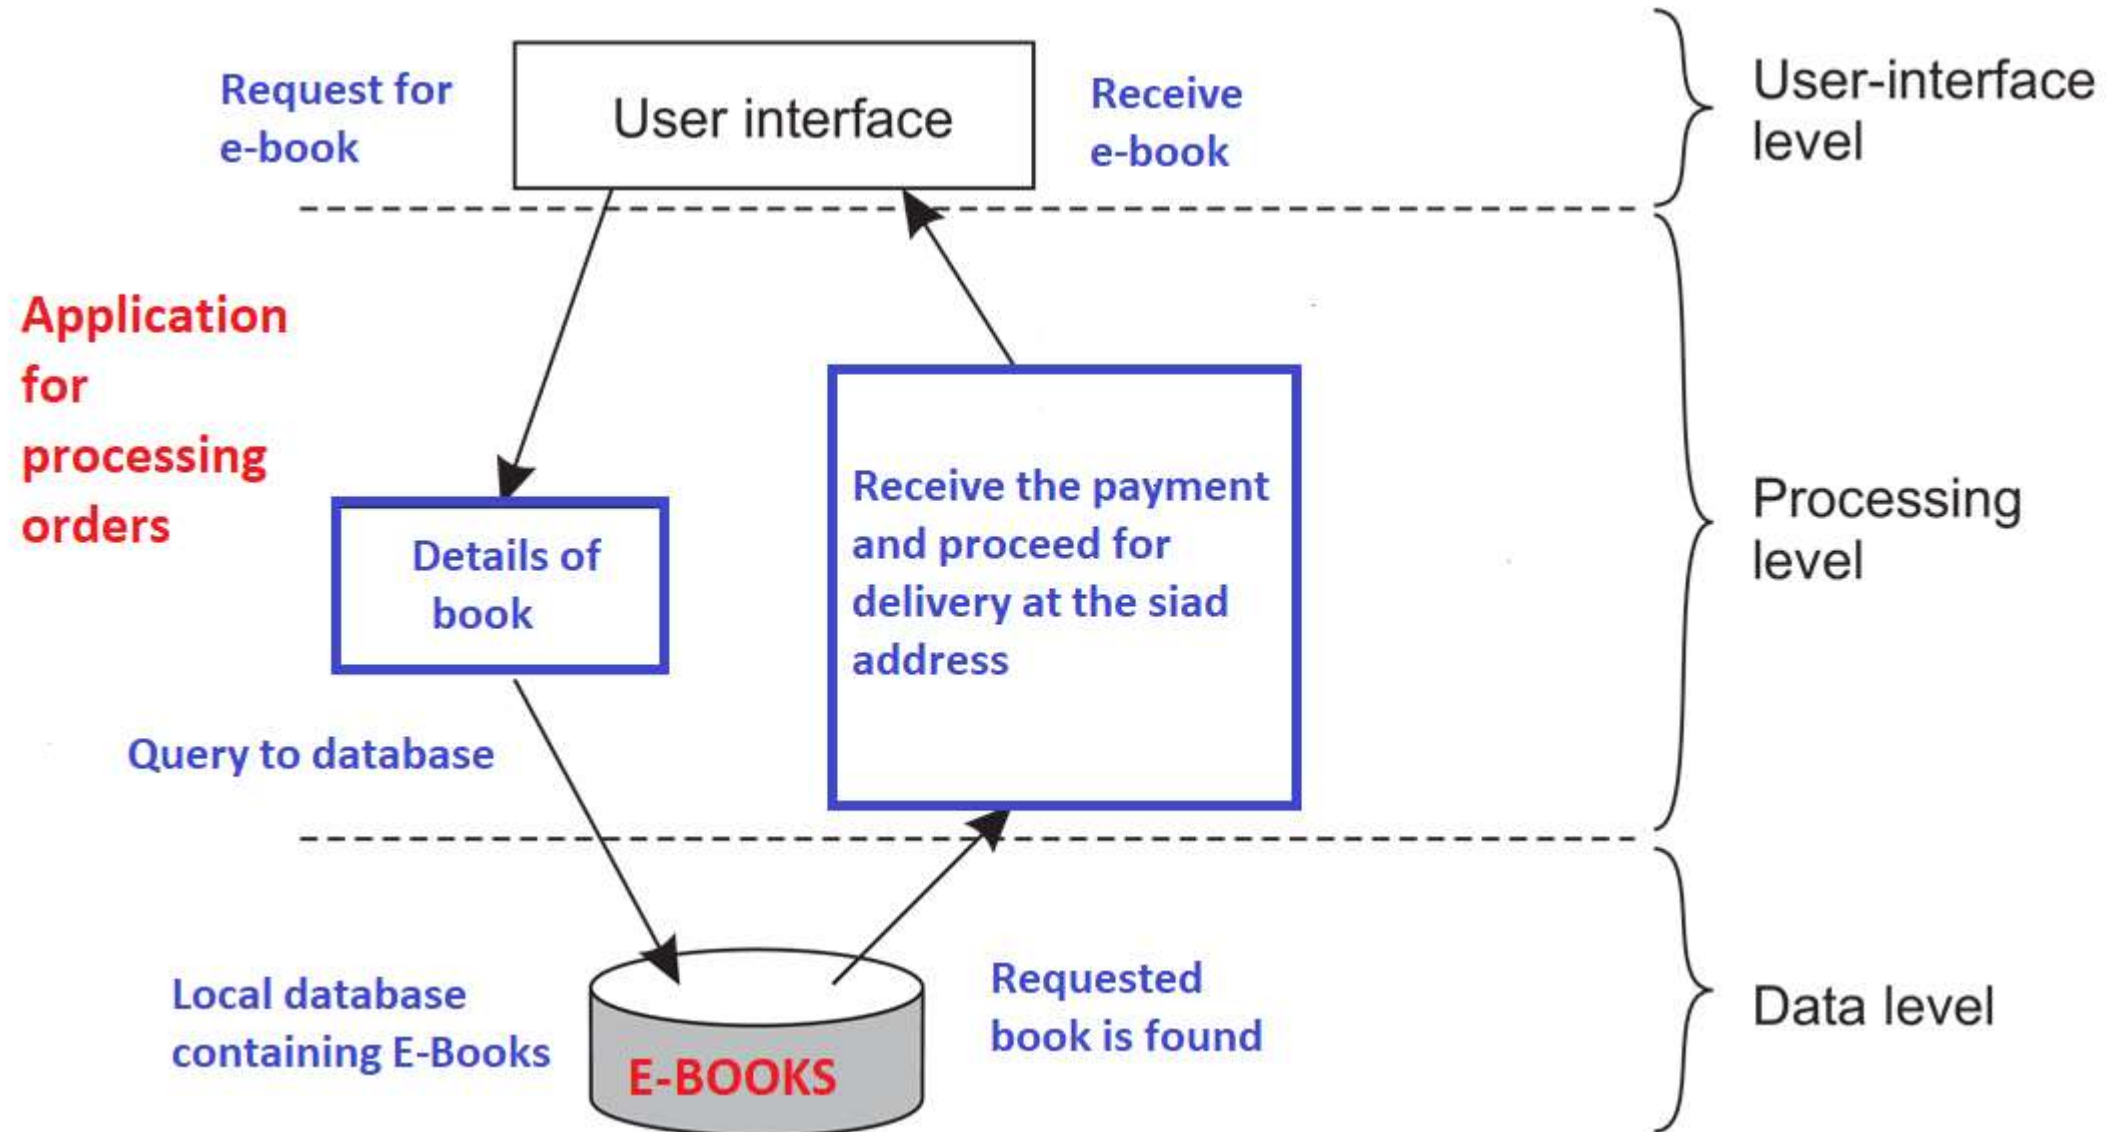 Request for
e-book
User interface
Receive
e-book
User-interface
level
Application
for
processing
orders
Details of
book
Receive the payment
and proceed for
delivery at the siad
address
Processing
level
Query to database
Local database
containing E-Books
E-BOOKS
Requested
book is found
Data level